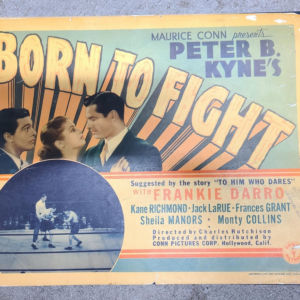 MAURICE CONN presents...
PETER B.
KYNE'S
BORN TO FIGHT
Suggested by the story "TO HIM WHO DARES"
with FRANKIE DARRO
Kane RICHMOND - Jack LaRUE - Frances GRANT
Sheila MANORS - Monty COLLINS
Directed by Charles Hutchison
Produced and distributed by
CONN PICTURES CORP. Hollywood, Calif.